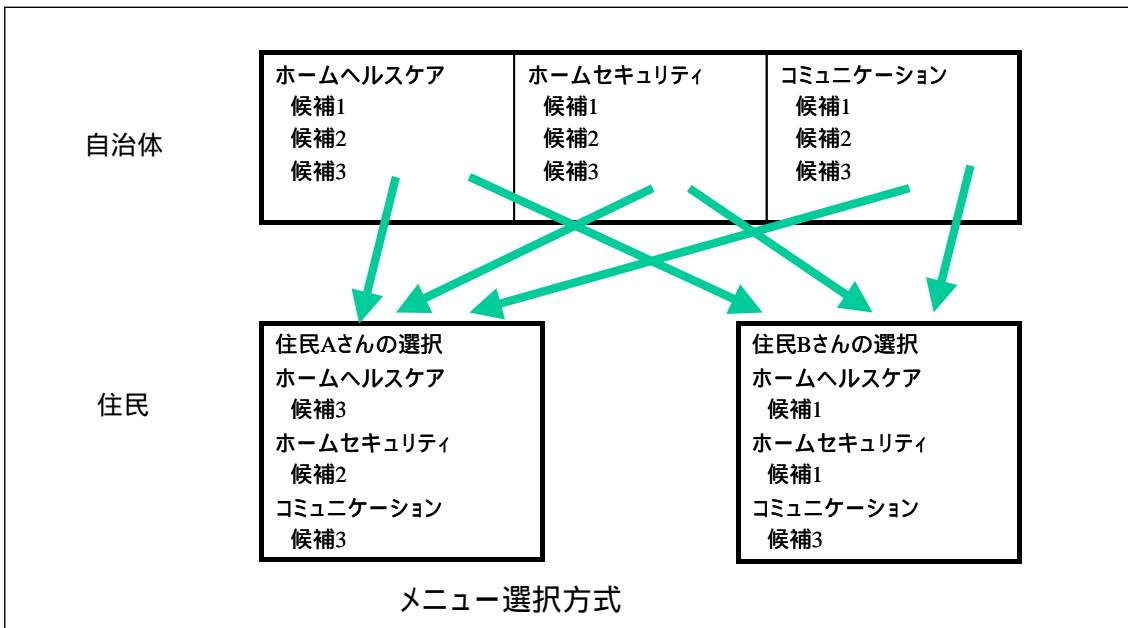 自治体
ホームヘルスケア
候補1
候補2
候補3
ホームセキュリティ
候補1
候補2
候補3
コミュニケーション
候補1
候補2
候補3
住民
住民Aさんの選択
ホームヘルスケア
候補3
ホームセキュリティ
候補2
コミュニケーション
候補3
住民Bさんの選択
ホームヘルスケア
候補1
ホームセキュリティ
候補1
コミュニケーション
候補3
メニュー選択方式